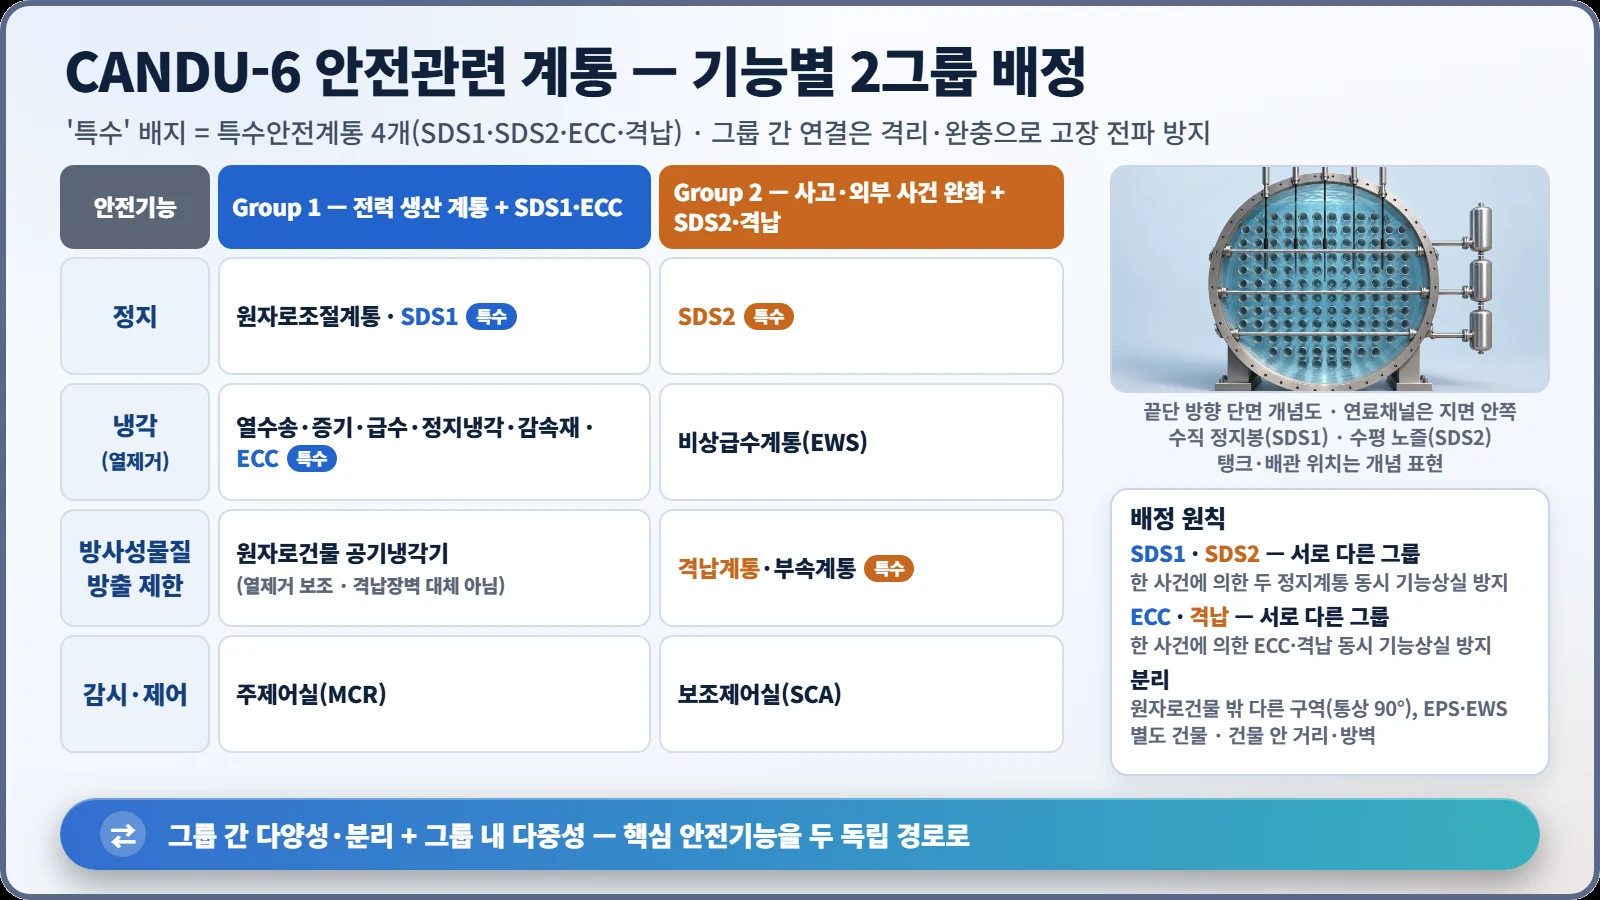 CANDU-6 안전관련 계통 — 기능별 2그룹 배정
'특수' 배지 = 특수안전계통 4개(SDS1·SDS2·ECC·격납) · 그룹 간 연결은 격리·완충으로 고장 전파 방지
안전기능
Group 1 — 전력 생산 계통 + SDS1·ECC
Group 2 — 사고·외부 사건 완화 +
SDS2·격납
정지
원자로조절계통 · SDS1 특수
SDS2 특수
냉각
(열제거)
열수송·증기·급수·정지냉각·감속재·
ECC 특수
비상급수계통(EWS)
방사성물질
방출 제한
원자로건물 공기냉각기
(열제거 보조 · 격납장벽 대체 아님)
격납계통·부속계통 특수
감시·제어
주제어실(MCR)
보조제어실(SCA)
끝단 방향 단면 개념도 · 연료채널은 지면 안쪽
수직 정지봉(SDS1) · 수평 노즐(SDS2)
탱크·배관 위치는 개념 표현
배정 원칙
SDS1 · SDS2 — 서로 다른 그룹
한 사건에 의한 두 정지계통 동시 기능상실 방지
ECC · 격납 — 서로 다른 그룹
한 사건에 의한 ECC·격납 동시 기능상실 방지
분리
원자로건물 밖 다른 구역(통상 90°), EPS·EWS
별도 건물 · 건물 안 거리·방벽
그룹 간 다양성·분리 + 그룹 내 다중성 — 핵심 안전기능을 두 독립 경로로